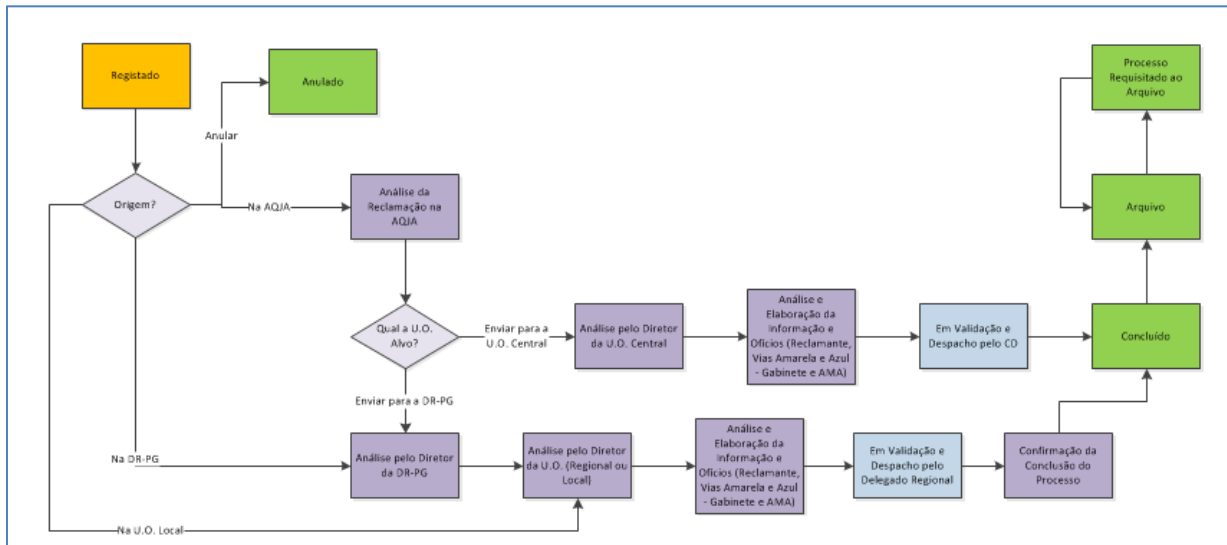 Registado
Anulado
Processo
Requisitado ao
Arquivo
Anular
Origem?
Na AQJA
Análise da
Reclamação na
AQJA
Arquivo
Qual a U.O.
Alvo?
Enviar para a
U.O. Central
Análise pelo Diretor
da U.O. Central
Análise e
Elaboração da
Informação e
Ofícios (Reclamante,
Vias Amarela e Azul
- Gabinete e AMA)
Em Validação e
Despacho pelo CD
Concluído
Enviar para a DR-PG
Na DR-PG
Análise pelo Diretor
da DR-PG
Análise pelo Diretor
da U.O. (Regional ou
Local)
Análise e
Elaboração da
Informação e
Ofícios (Reclamante,
Vias Amarela e Azul
- Gabinete e AMA)
Em Validação e
Despacho pelo
Delegado Regional
Confirmação da
Conclusão do
Processo
Na U.O. Local